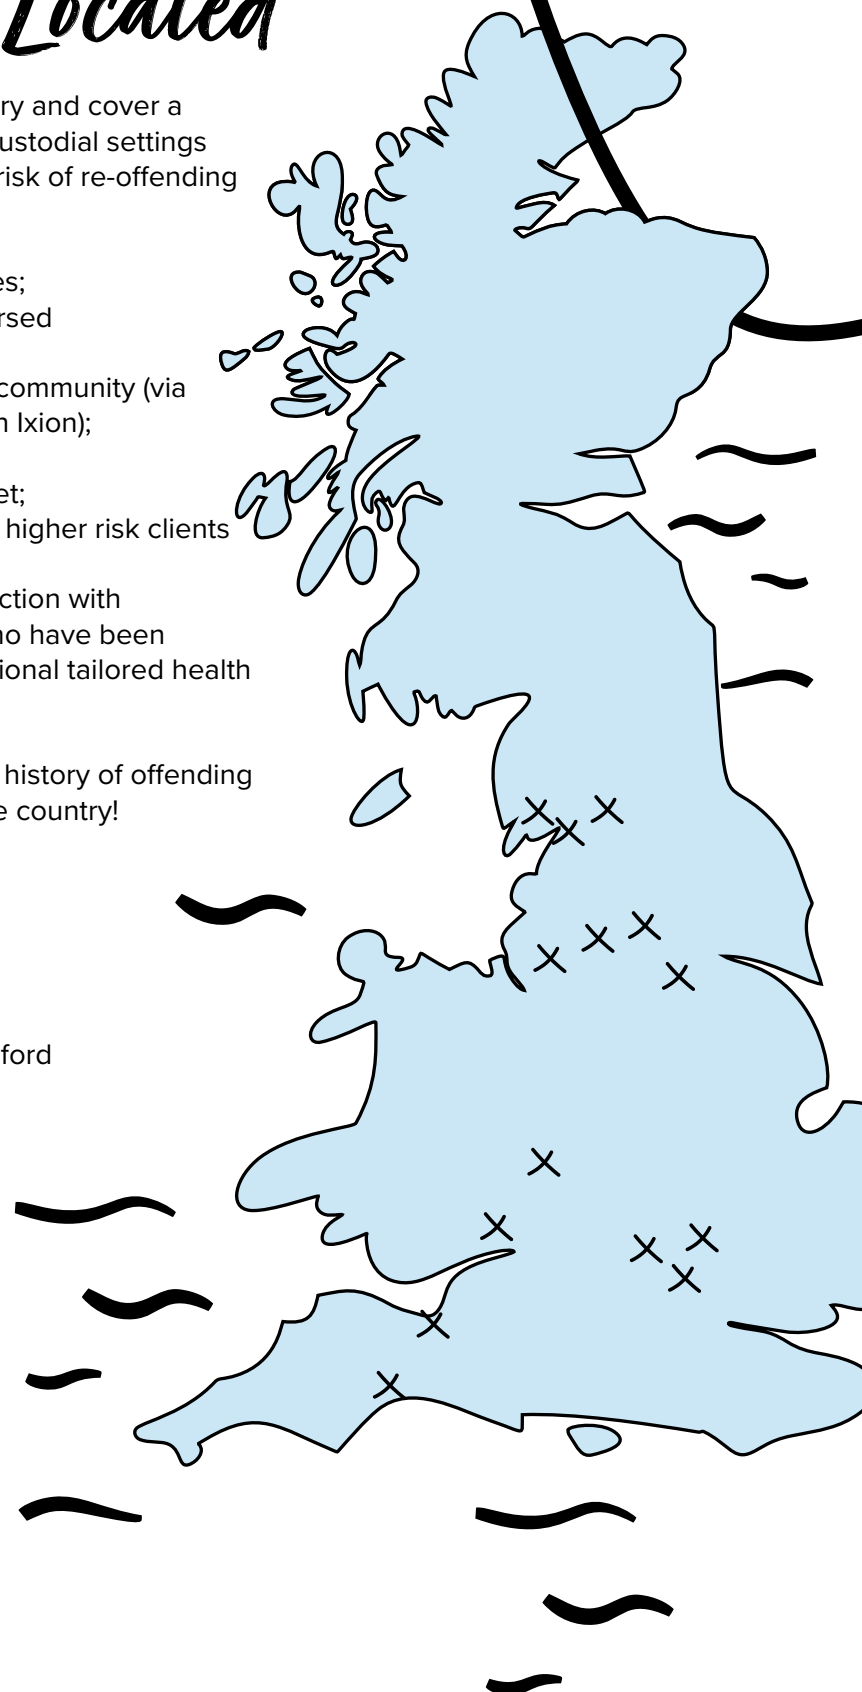 Located
ry and cover a
ustodial settings
risk of re-offending
es;
rsed
community (via
n Ixion);
et;
higher risk clients
ction with
no have been
ional tailored health
history of offending
e country!
ford